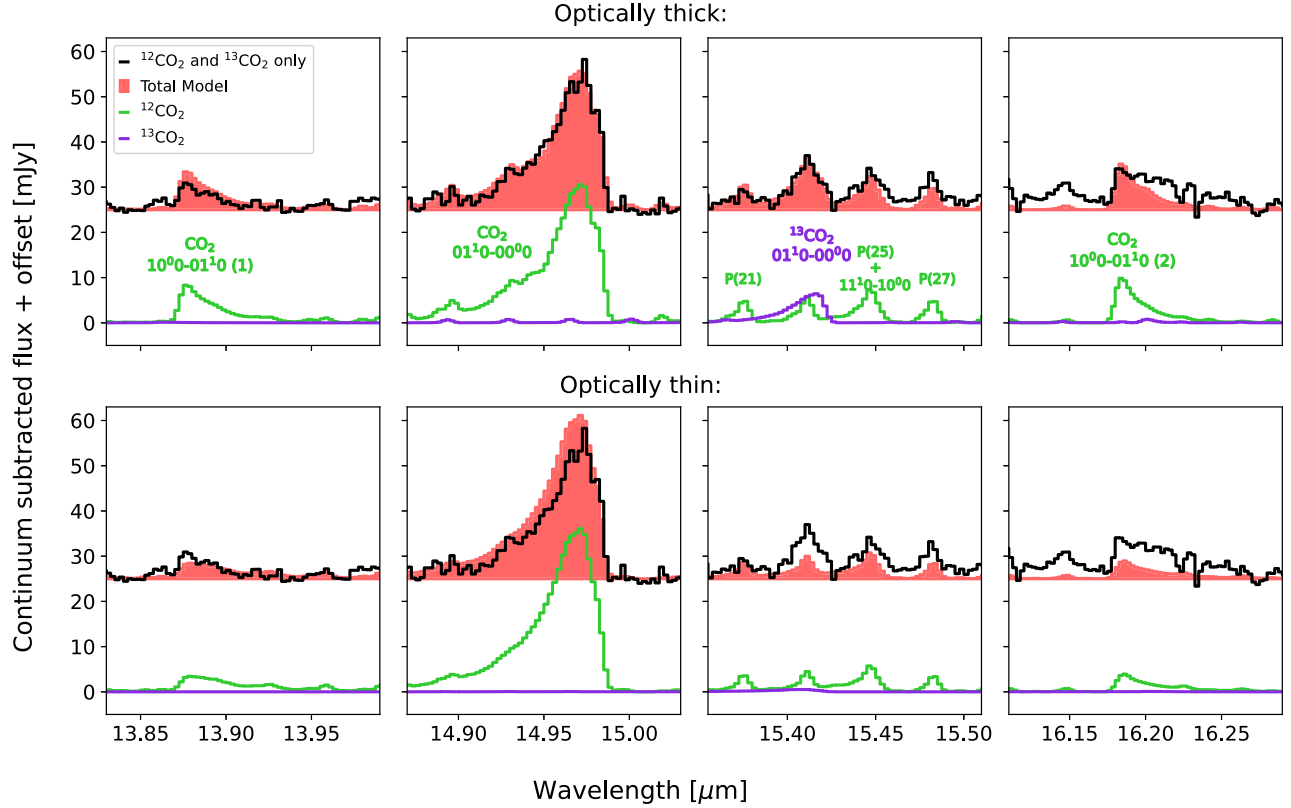 Optically thick:
Continuum subtracted flux + offset [mJy]
60
50
40
30
20
10
0
¹²CO₂ and ¹³CO₂ only
Total Model
¹²CO₂
¹³CO₂
CO₂
10⁰0-01¹0 (1)
CO₂
01¹0-00⁰0
¹³CO₂
01¹0-00⁰0
P(21)
P(25)
+
11¹0-10⁰0
P(27)
CO₂
10⁰0-01¹0 (2)
Optically thin:
60
50
40
30
20
10
0
13.85 13.90 13.95
14.90 14.95 15.00
15.40 15.45 15.50
16.15 16.20 16.25
Wavelength [μm]